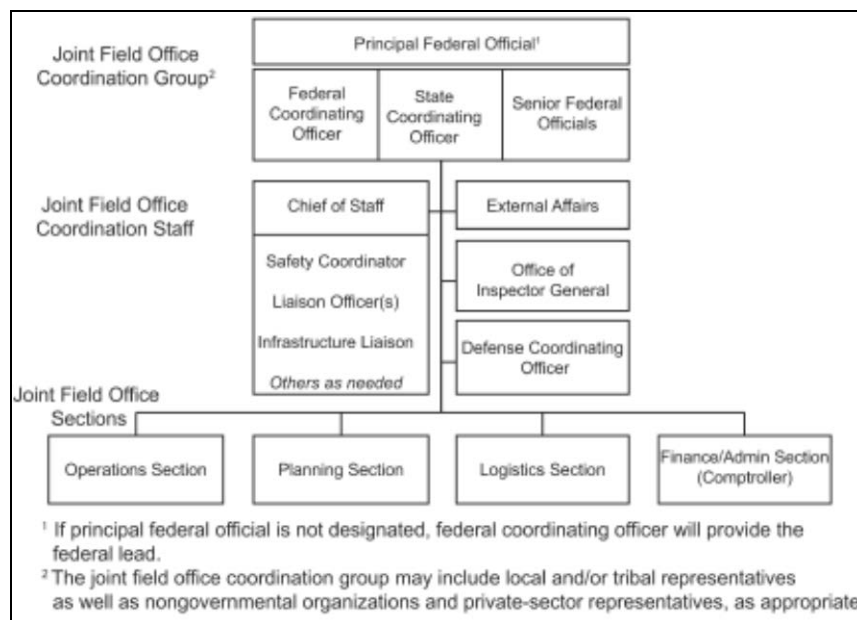 Joint Field Office
Coordination Group²
Principal Federal Official¹
Federal
Coordinating
Officer
State
Coordinating
Officer
Senior Federal
Officials
Joint Field Office
Coordination Staff
Chief of Staff
External Affairs
Safety Coordinator
Liaison Officer(s)
Infrastructure Liaison
Others as needed
Office of
Inspector General
Defense Coordinating
Officer
Joint Field Office
Sections
Operations Section
Planning Section
Logistics Section
Finance/Admin Section
(Comptroller)
¹ If principal federal official is not designated, federal coordinating officer will provide the
federal lead.
² The joint field office coordination group may include local and/or tribal representatives
as well as nongovernmental organizations and private-sector representatives, as appropriate